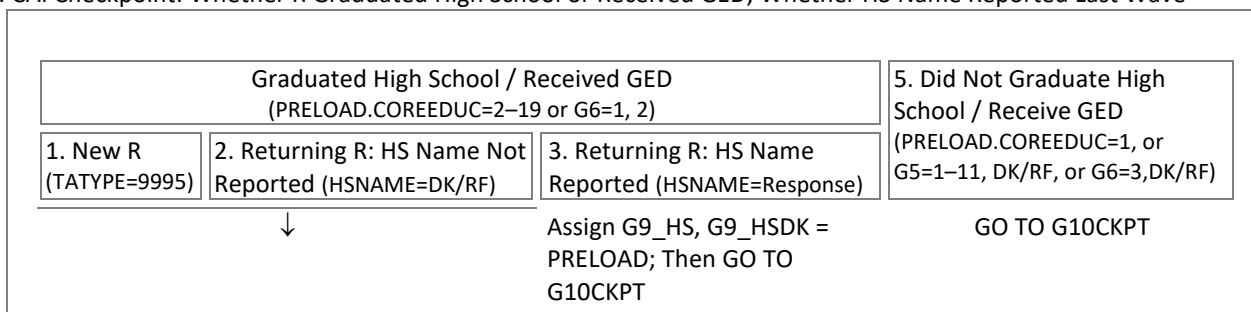 CAI Checkpoint: Whether R Graduated High School or Received GED; Whether HS Name Reported Last Wave
Graduated High School / Received GED
(PRELOAD.COREEDUC=2–19 or G6=1, 2)
5. Did Not Graduate High
School / Receive GED
(PRELOAD.COREEDUC=1, or
G5=1–11, DK/RF, or G6=3,DK/RF)
1. New R
(TATYPE=9995)
2. Returning R: HS Name Not
Reported (HSNAME=DK/RF)
3. Returning R: HS Name
Reported (HSNAME=Response)
↓
Assign G9_HS, G9_HSDK =
PRELOAD; Then GO TO
G10CKPT
GO TO G10CKPT